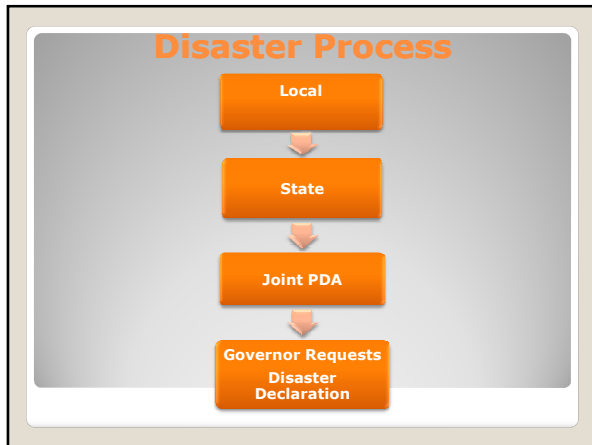 Disaster Process
Local
State
Joint PDA
Governor Requests
Disaster
Declaration